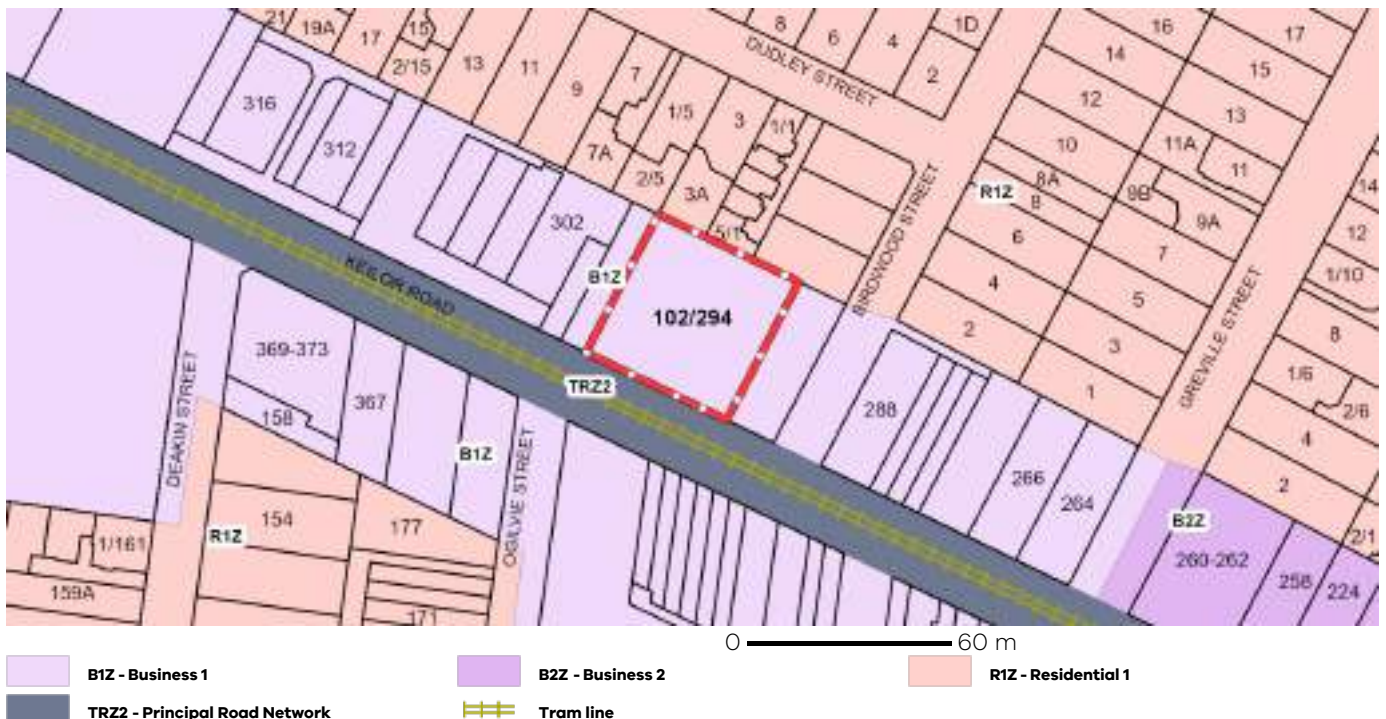 21
19A
17
15
2/15
13
11
9
7
1/5
3
1/1
7A
2/5
3A
5/1
8
6
4
1D
2
DUDLEY STREET
16
14
12
10
8A
8
6
4
2
R1Z
17
15
13
11A
11
9B
9A
7
5
3
1
14
12
1/10
8
1/6
2/6
4
2
2/1
316
312
302
B1Z
102/294
KEILOR ROAD
TRZ2
BIRDWOOD STREET
GREVILLE STREET
288
266
264
B2Z
260-262
258
224
369-373
158
367
B1Z
DEAKIN STREET
OGILVIE STREET
R1Z
154
177
171
1/161
159A
0 60 m
B1Z - Business 1
B2Z - Business 2
R1Z - Residential 1
TRZ2 - Principal Road Network
Tram line